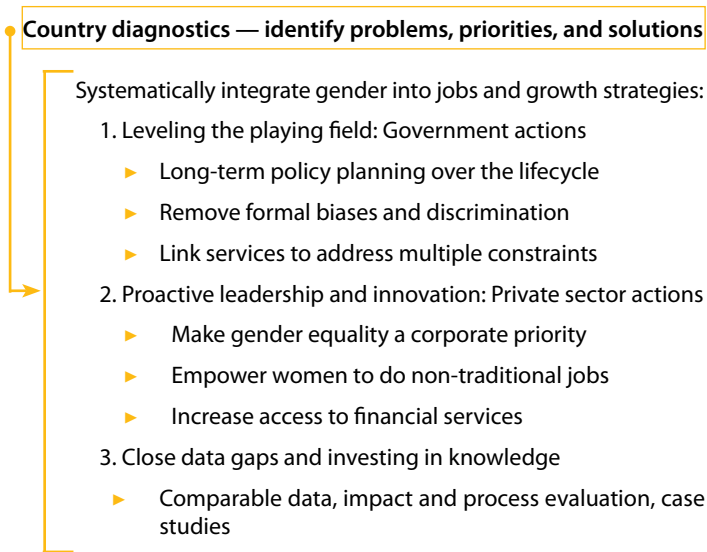 Country diagnostics — identify problems, priorities, and solutions
Systematically integrate gender into jobs and growth strategies:
1. Leveling the playing field: Government actions
► Long-term policy planning over the lifecycle
► Remove formal biases and discrimination
► Link services to address multiple constraints
2. Proactive leadership and innovation: Private sector actions
► Make gender equality a corporate priority
► Empower women to do non-traditional jobs
► Increase access to financial services
3. Close data gaps and investing in knowledge
► Comparable data, impact and process evaluation, case
studies